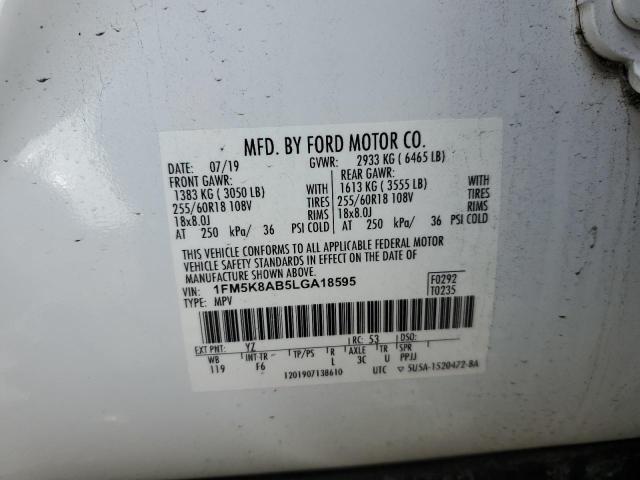 MFD. BY FORD MOTOR CO.
DATE: 07/19 GVWR: 2933 KG ( 6465 LB)
FRONT GAWR: REAR GAWR:
1383 KG ( 3050 LB) WITH 1613 KG ( 3555 LB) WITH
255/60R18 108V TIRES 255/60R18 108V TIRES
18x8.0J RIMS 18x8.0J RIMS
AT 250 kPa/ 36 PSI COLD AT 250 kPa/ 36 PSI COLD
THIS VEHICLE CONFORMS TO ALL APPLICABLE FEDERAL MOTOR
VEHICLE SAFETY STANDARDS IN EFFECT ON THE DATE OF
MANUFACTURE SHOWN ABOVE.
VIN: 1FM5K8AB5LGA18595 F0292
TYPE: MPV T0235
EXT PNT: YZ RC: 53 DSO:
WB INT TR TP/PS R AXLE TR SPR
119 F6 L 3C U PPJJ
1201907138610 UTC ▽ 5U5A-1520472-BA